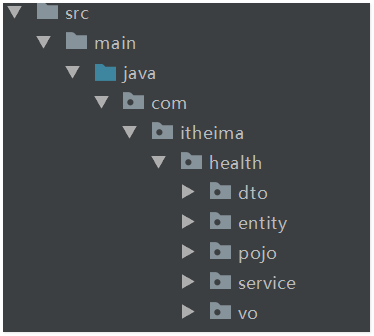 src
main
java
com
itheima
health
dto
entity
pojo
service
vo